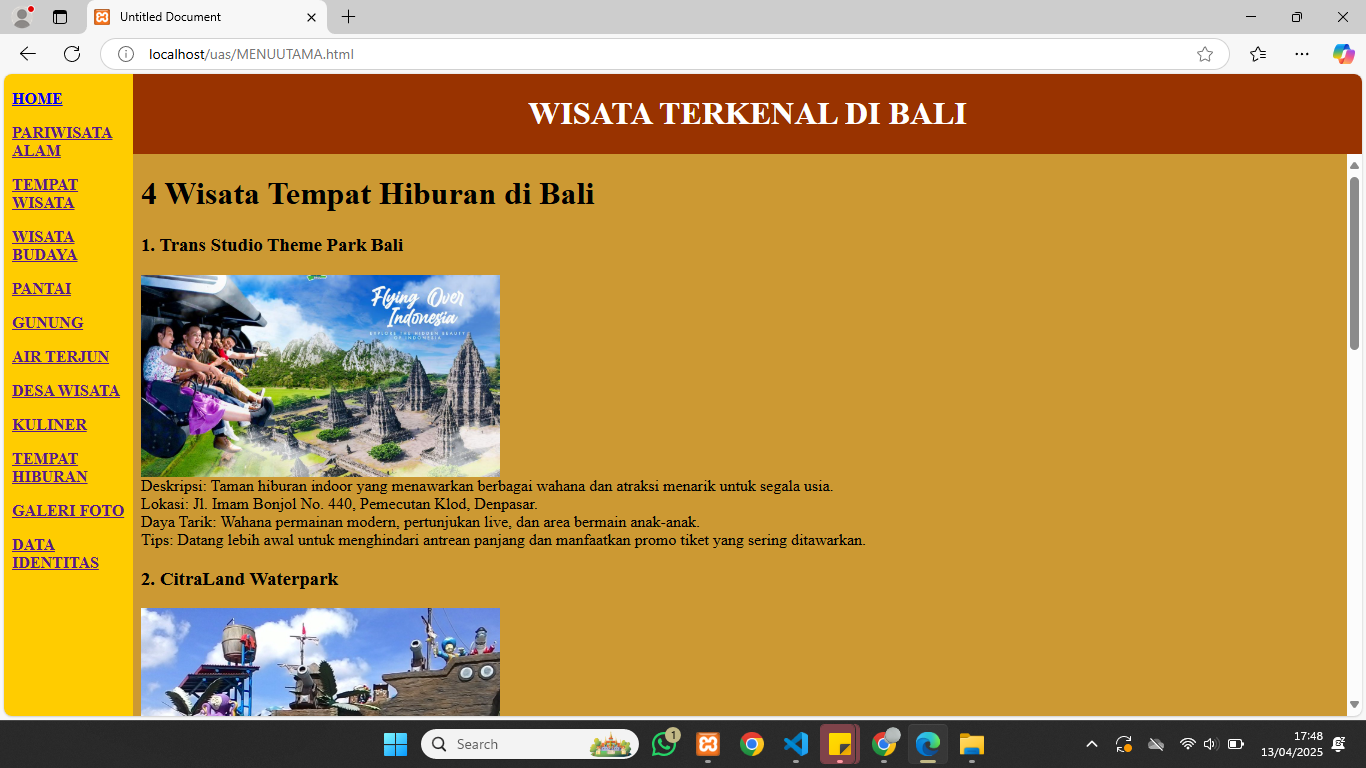 Untitled Document
localhost/uas/MENUUTAMA.html
HOME
PARIWISATA
ALAM
TEMPAT
WISATA
WISATA
BUDAYA
PANTAI
GUNUNG
AIR TERJUN
DESA WISATA
KULINER
TEMPAT
HIBURAN
GALERI FOTO
DATA
IDENTITAS
WISATA TERKENAL DI BALI
4 Wisata Tempat Hiburan di Bali
1. Trans Studio Theme Park Bali
Flying Over
Indonesia
EXPLORE THE HIDDEN BEAUTY
OF INDONESIA
Deskripsi: Taman hiburan indoor yang menawarkan berbagai wahana dan atraksi menarik untuk segala usia.
Lokasi: Jl. Imam Bonjol No. 440, Pemecutan Klod, Denpasar.
Daya Tarik: Wahana permainan modern, pertunjukan live, dan area bermain anak-anak.
Tips: Datang lebih awal untuk menghindari antrean panjang dan manfaatkan promo tiket yang sering ditawarkan.
2. CitraLand Waterpark
Search
1
17:48
13/04/2025